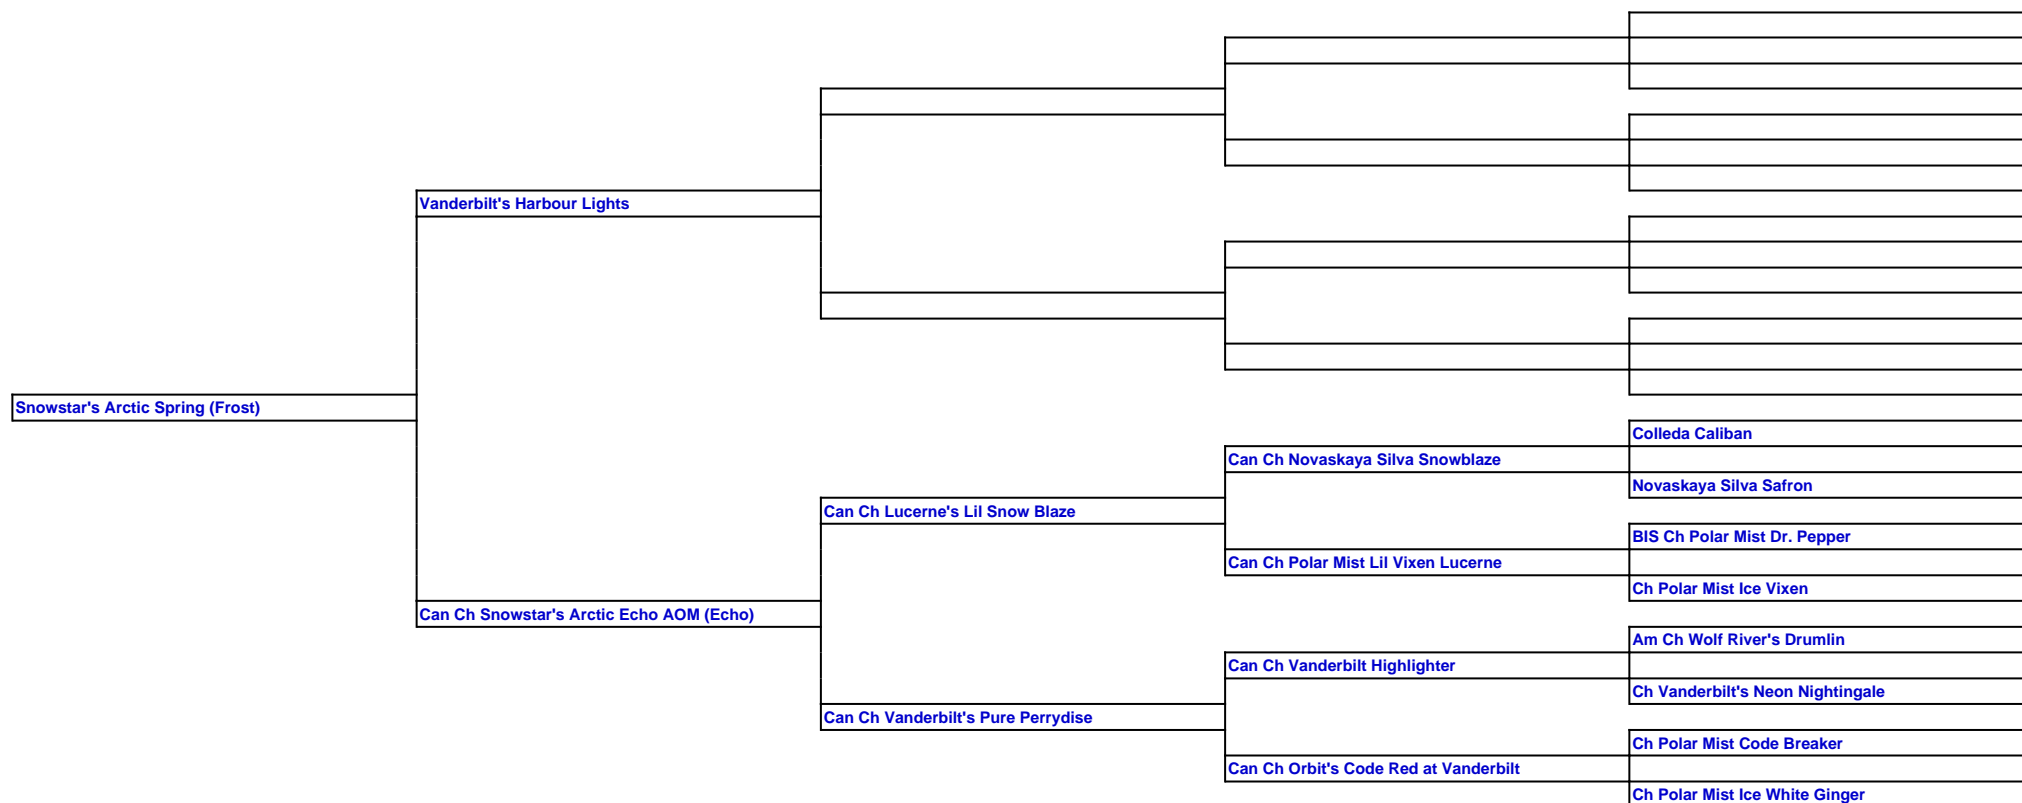 Vanderbilt's Harbour Lights
Snowstar's Arctic Spring (Frost)
Colleda Caliban
Can Ch Novaskaya Silva Snowblaze
Novaskaya Silva Safron
Can Ch Lucerne's Lil Snow Blaze
BIS Ch Polar Mist Dr. Pepper
Can Ch Polar Mist Lil Vixen Lucerne
Ch Polar Mist Ice Vixen
Can Ch Snowstar's Arctic Echo AOM (Echo)
Am Ch Wolf River's Drumlin
Can Ch Vanderbilt Highlighter
Ch Vanderbilt's Neon Nightingale
Can Ch Vanderbilt's Pure Perrydise
Ch Polar Mist Code Breaker
Can Ch Orbit's Code Red at Vanderbilt
Ch Polar Mist Ice White Ginger